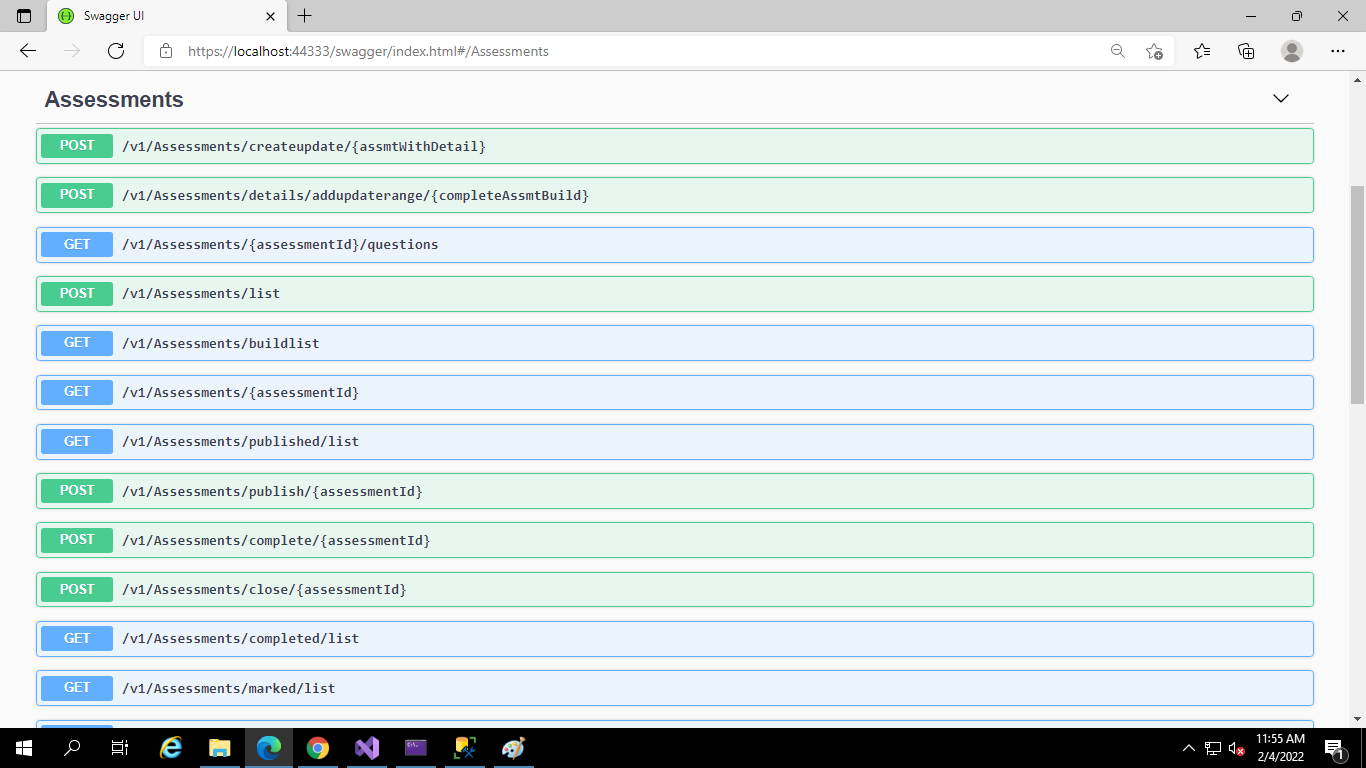 Swagger UI
https://localhost:44333/swagger/index.html#/Assessments
Assessments
POST /v1/Assessments/createupdate/{assmtWithDetail}
POST /v1/Assessments/details/addupdaterange/{completeAssmtBuild}
GET /v1/Assessments/{assessmentId}/questions
POST /v1/Assessments/list
GET /v1/Assessments/buildlist
GET /v1/Assessments/{assessmentId}
GET /v1/Assessments/published/list
POST /v1/Assessments/publish/{assessmentId}
POST /v1/Assessments/complete/{assessmentId}
POST /v1/Assessments/close/{assessmentId}
GET /v1/Assessments/completed/list
GET /v1/Assessments/marked/list
11:55 AM
2/4/2022
1